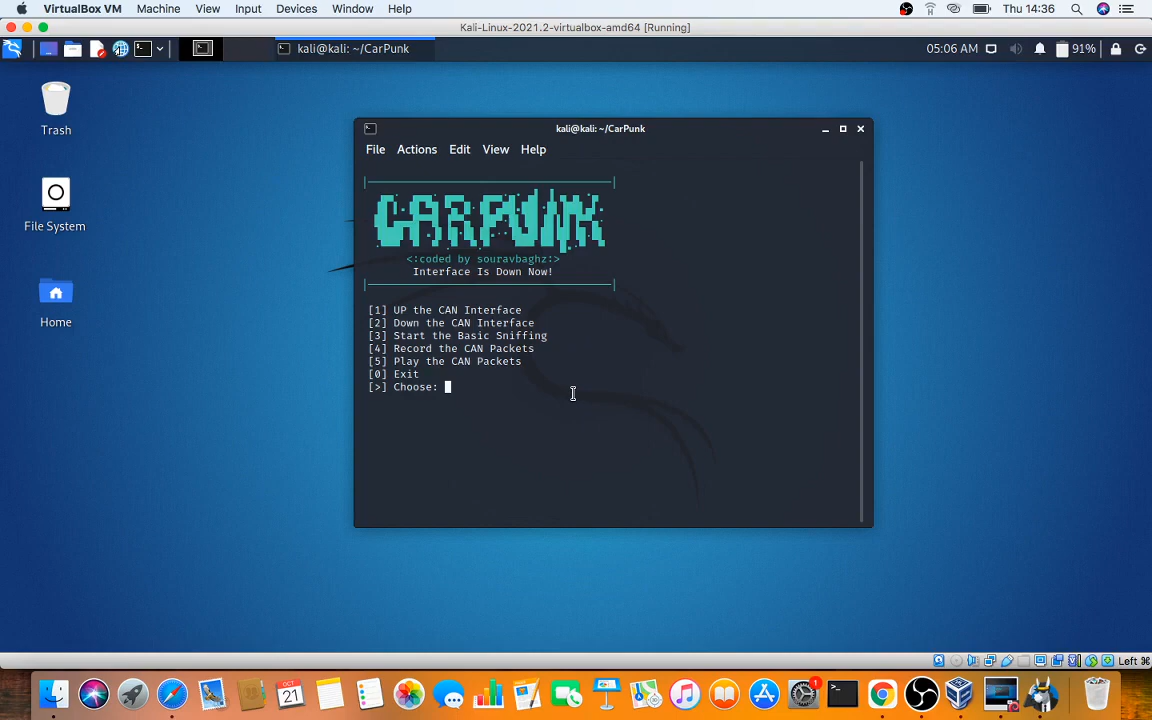 VirtualBox VM Machine View Input Devices Window Help Thu 14:36
Kali-Linux-2021.2-virtualbox-amd64 [Running]
kali@kali: ~/CarPunk 05:06 AM 91%
Trash
File System
Home
kali@kali: ~/CarPunk
File Actions Edit View Help
CARPUNK
<:coded by souravbaghz:>
Interface Is Down Now!
[1] UP the CAN Interface
[2] Down the CAN Interface
[3] Start the Basic Sniffing
[4] Record the CAN Packets
[5] Play the CAN Packets
[0] Exit
[>] Choose:
Left ⌘
OCT
21
1